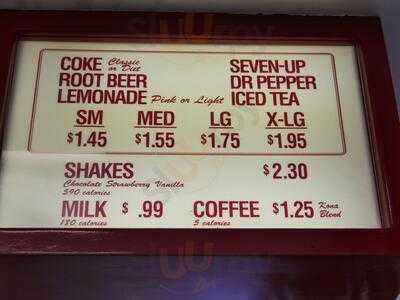 COKE Classic or Diet SEVEN-UP
ROOT BEER DR PEPPER
LEMONADE Pink or Light ICED TEA
SM MED LG X-LG
$1.45 $1.55 $1.75 $1.95
SHAKES $2.30
Chocolate Strawberry Vanilla
590 calories
MILK $ .99 COFFEE $1.25 Kona Blend
180 calories 5 calories